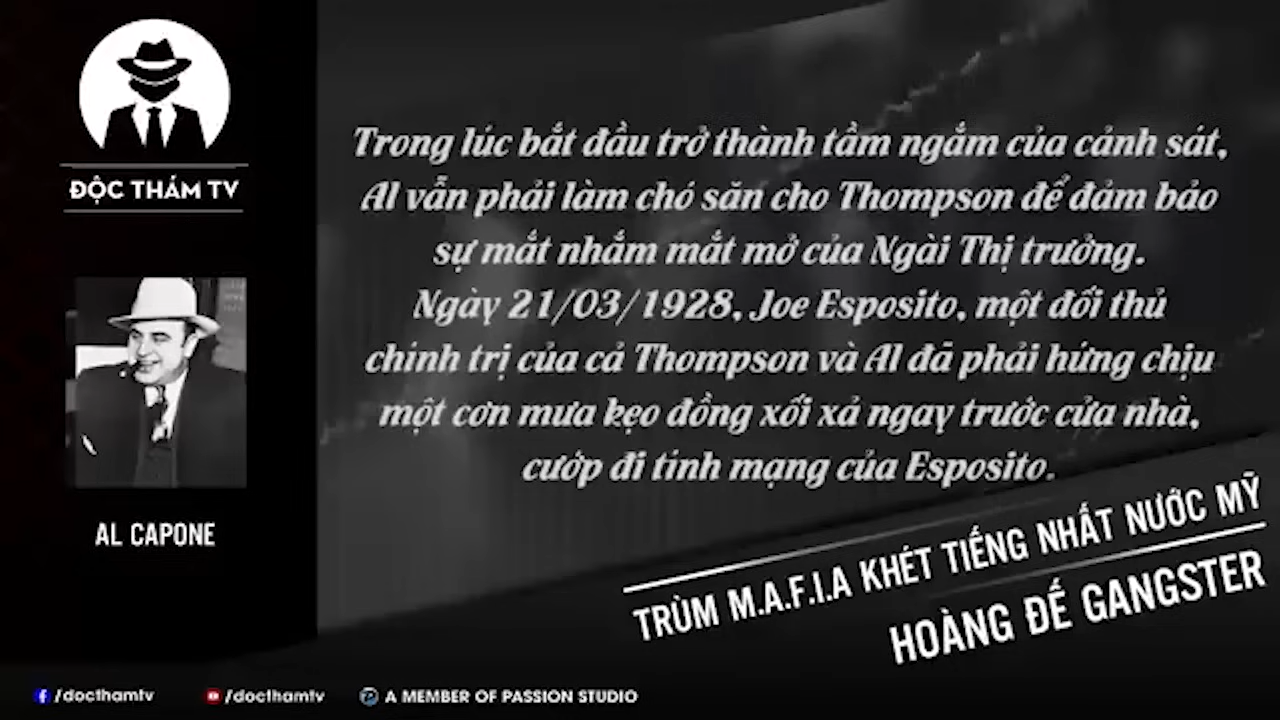 ĐỘC THÁM TV
AL CAPONE
Trong lúc bắt đầu trở thành tầm ngắm của cảnh sát,
Al vẫn phải làm chó săn cho Thompson để đảm bảo
sự mắt nhắm mắt mở của Ngài Thị trưởng.
Ngày 21/03/1928, Joe Esposito, một đối thủ
chính trị của cả Thompson và Al đã phải hứng chịu
một cơn mưa kẹo đồng xối xả ngay trước cửa nhà,
cướp đi tính mạng của Esposito.
TRÙM M.A.F.I.A KHÉT TIẾNG NHẤT NƯỚC MỸ
HOÀNG ĐẾ GANGSTER
/docthamtv
/docthamtv
A MEMBER OF PASSION STUDIO